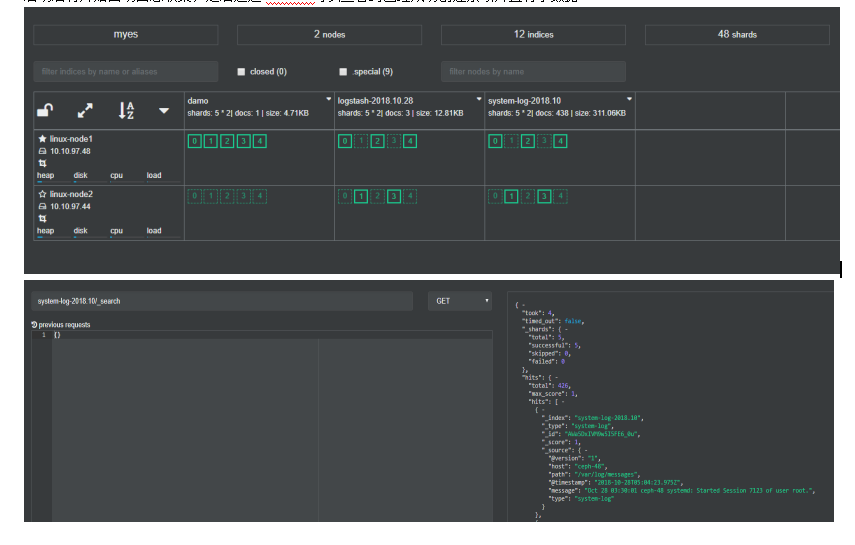 myes
2 nodes
12 indices
48 shards
filter indices by name or aliases
closed (0)
.special (9)
filter nodes by name
damo
shards: 5 * 2| docs: 1 | size: 4.71KB
logstash-2018.10.28
shards: 5 * 2| docs: 3 | size: 12.81KB
system-log-2018.10
shards: 5 * 2| docs: 438 | size: 311.06KB
linux-node1
10.10.97.48
heap disk cpu load
0 1 2 3 4
0 1 2 3 4
0 1 2 3 4
linux-node2
10.10.97.44
heap disk cpu load
0 1 2 3 4
0 1 2 3 4
0 1 2 3 4
system-log-2018.10/_search
GET
previous requests
1 {}
{ -
"took": 4,
"timed_out": false,
"_shards": { -
"total": 5,
"successful": 5,
"skipped": 0,
"failed": 0
},
"hits": { -
"total": 426,
"max_score": 1,
"hits": [ -
{ -
"_index": "system-log-2018.10",
"_type": "system-log",
"_score": 1,
"_source": { -
"@version": "1",
"host": "ceph-48",
"path": "/var/log/messages",
"@timestamp": "2018-10-28T05:04:23.975Z",
"message": "Oct 28 03:30:01 ceph-48 systemd: Started Session 7123 of user root.",
"type": "system-log"
}
},